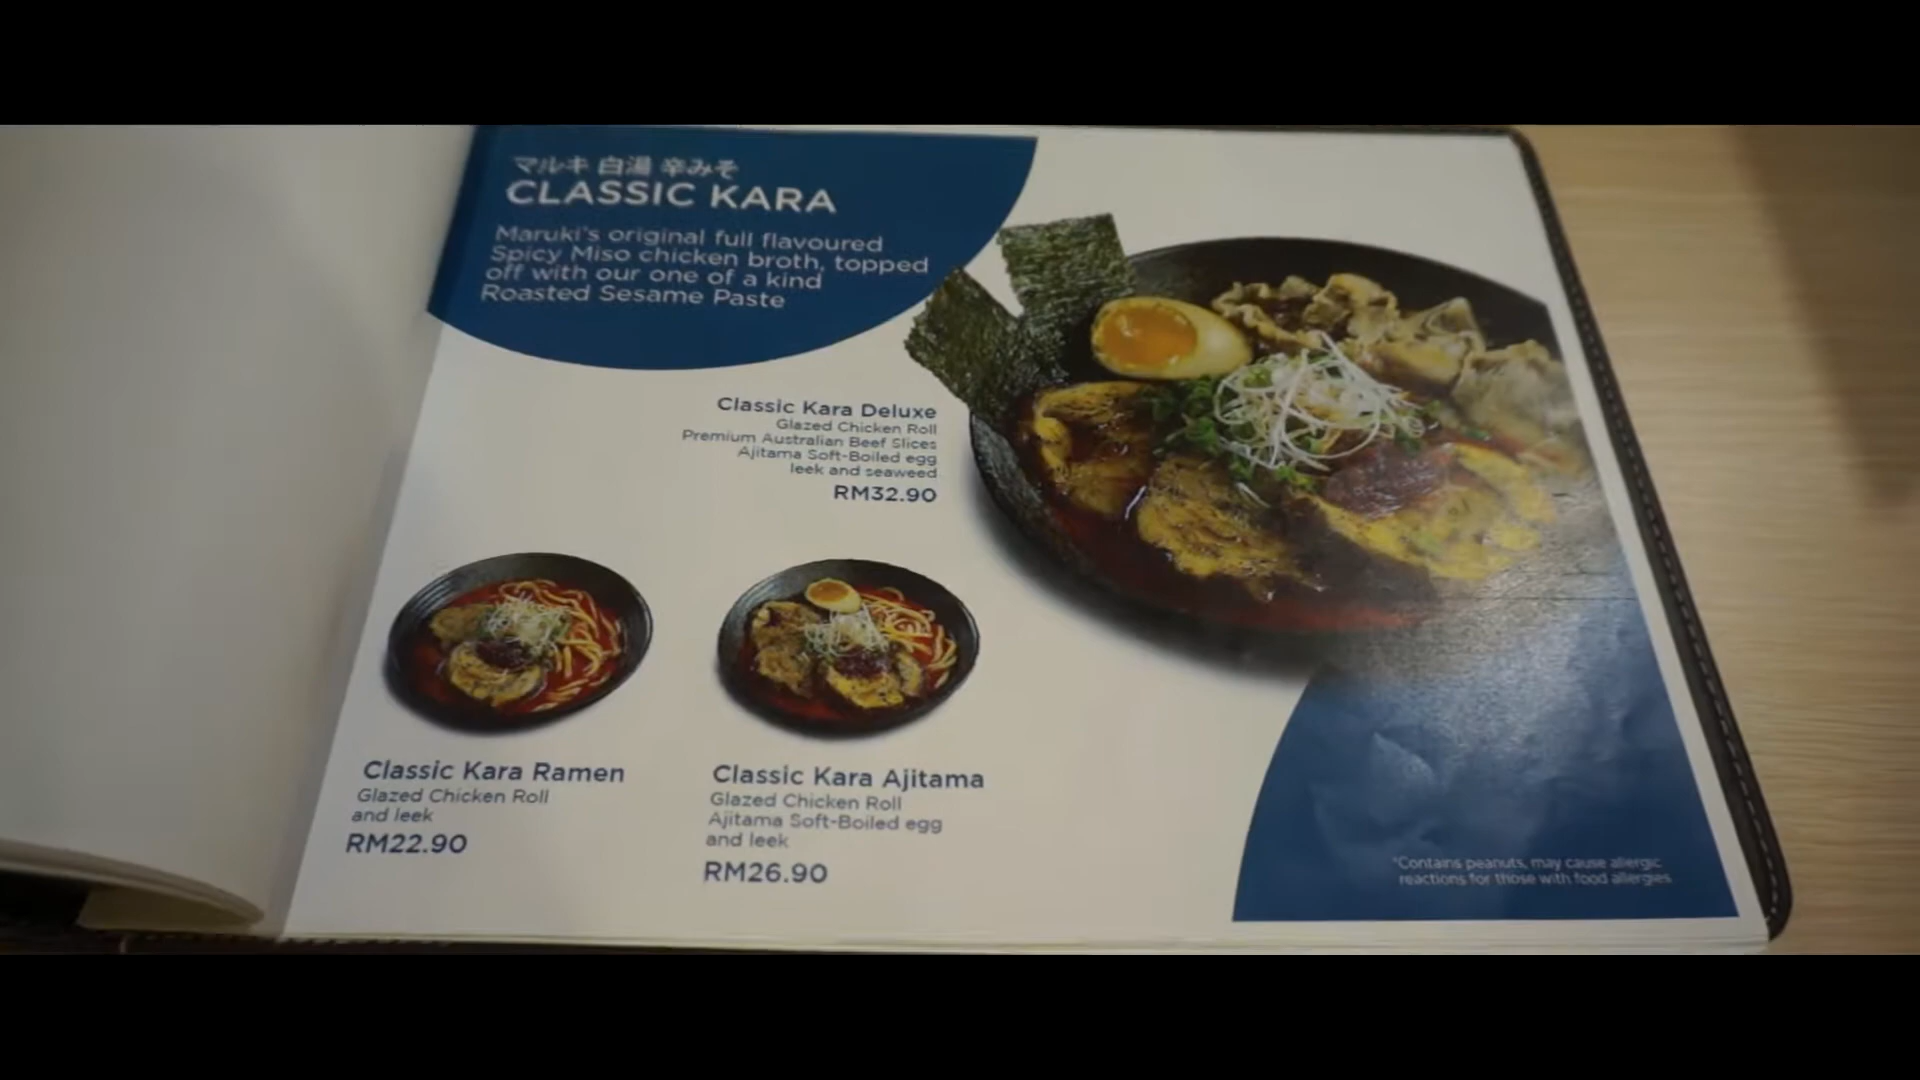 マルキ 白湯 辛みそ
CLASSIC KARA
Maruki's original full flavoured
Spicy Miso chicken broth, topped
off with our one of a kind
Roasted Sesame Paste
Classic Kara Deluxe
Glazed Chicken Roll
Premium Australian Beef Slices
Ajitama Soft-Boiled egg
leek and seaweed
RM32.90
Classic Kara Ramen
Glazed Chicken Roll
and leek
RM22.90
Classic Kara Ajitama
Glazed Chicken Roll
Ajitama Soft-Boiled egg
and leek
RM26.90
*Contains peanuts, may cause allergic
reactions for those with food allergies